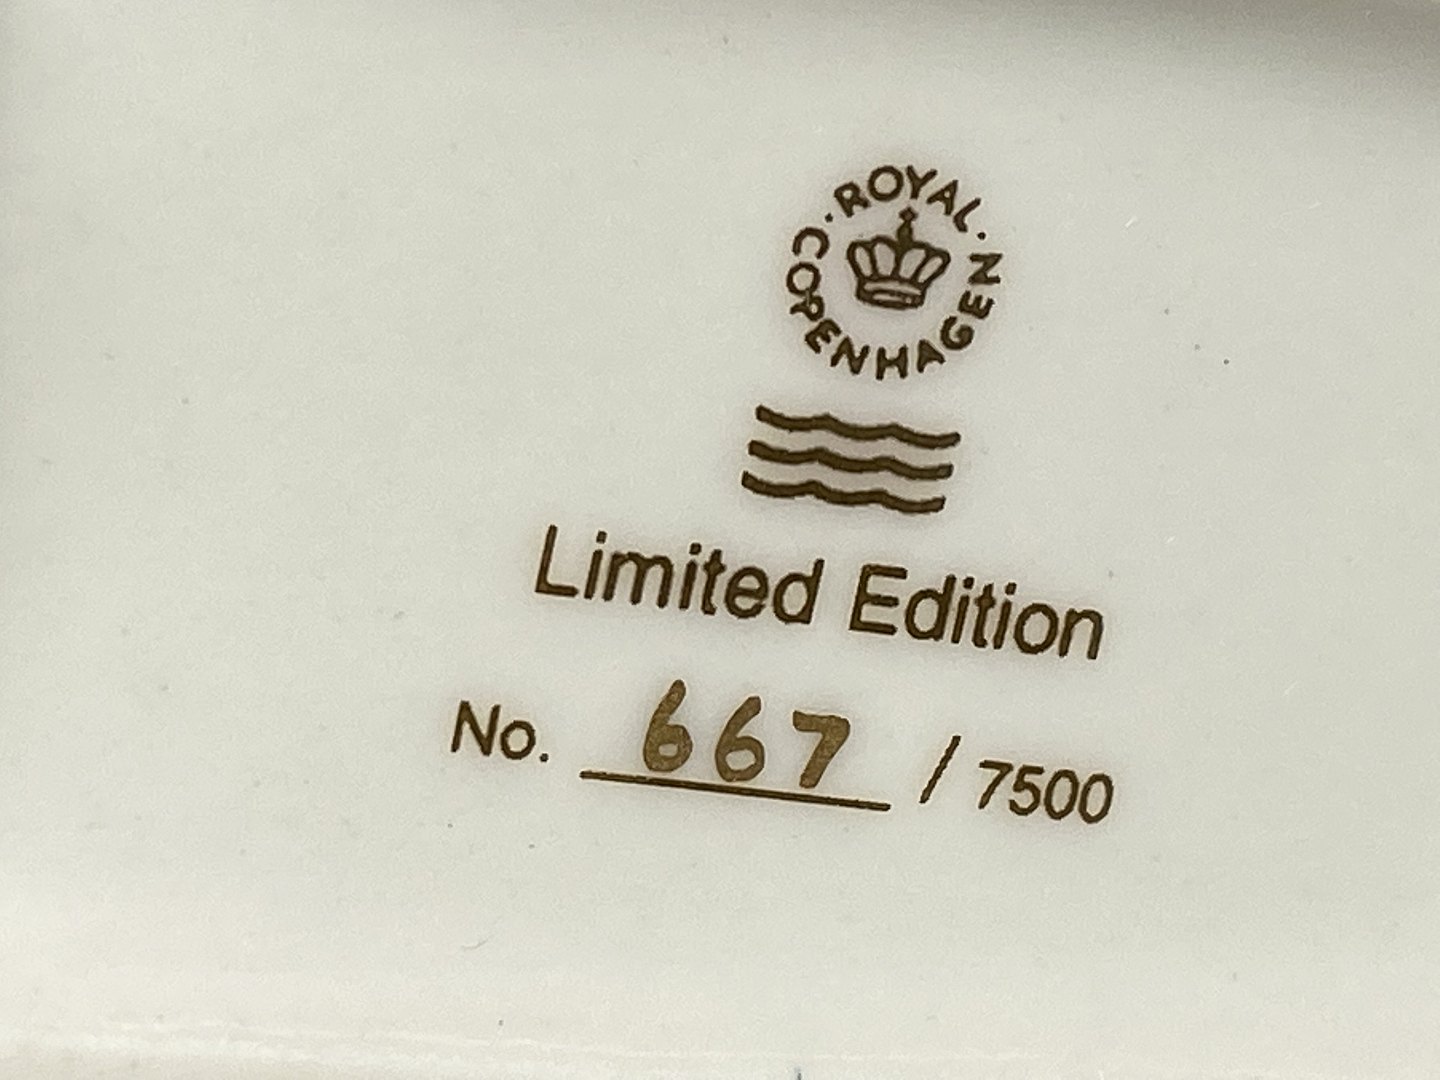 ROYAL · COPENHAGEN ·
Limited Edition
No. 667 / 7500